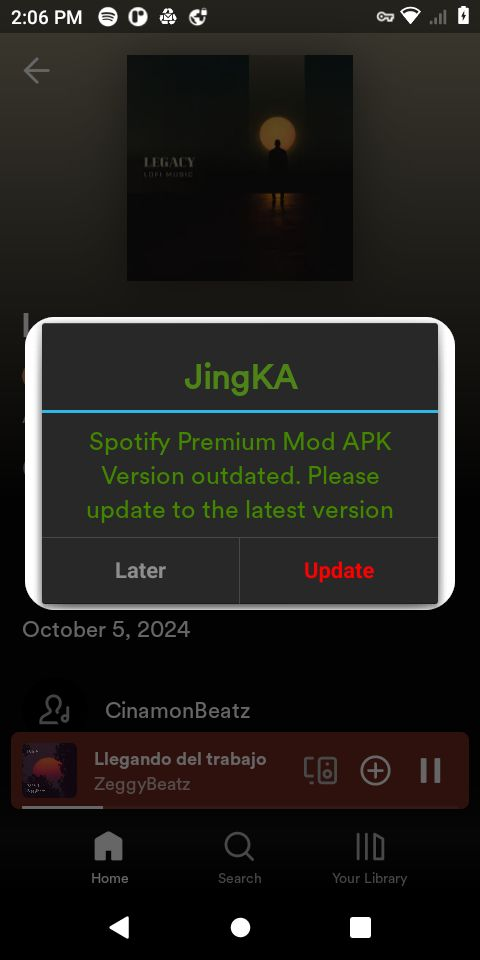 2:06 PM
LEGACY
LOFI MUSIC
L
JingKA
Spotify Premium Mod APK
Version outdated. Please
update to the latest version
Later
Update
October 5, 2024
CinamonBeatz
Llegando del trabajo
ZeggyBeatz
Home
Search
Your Library